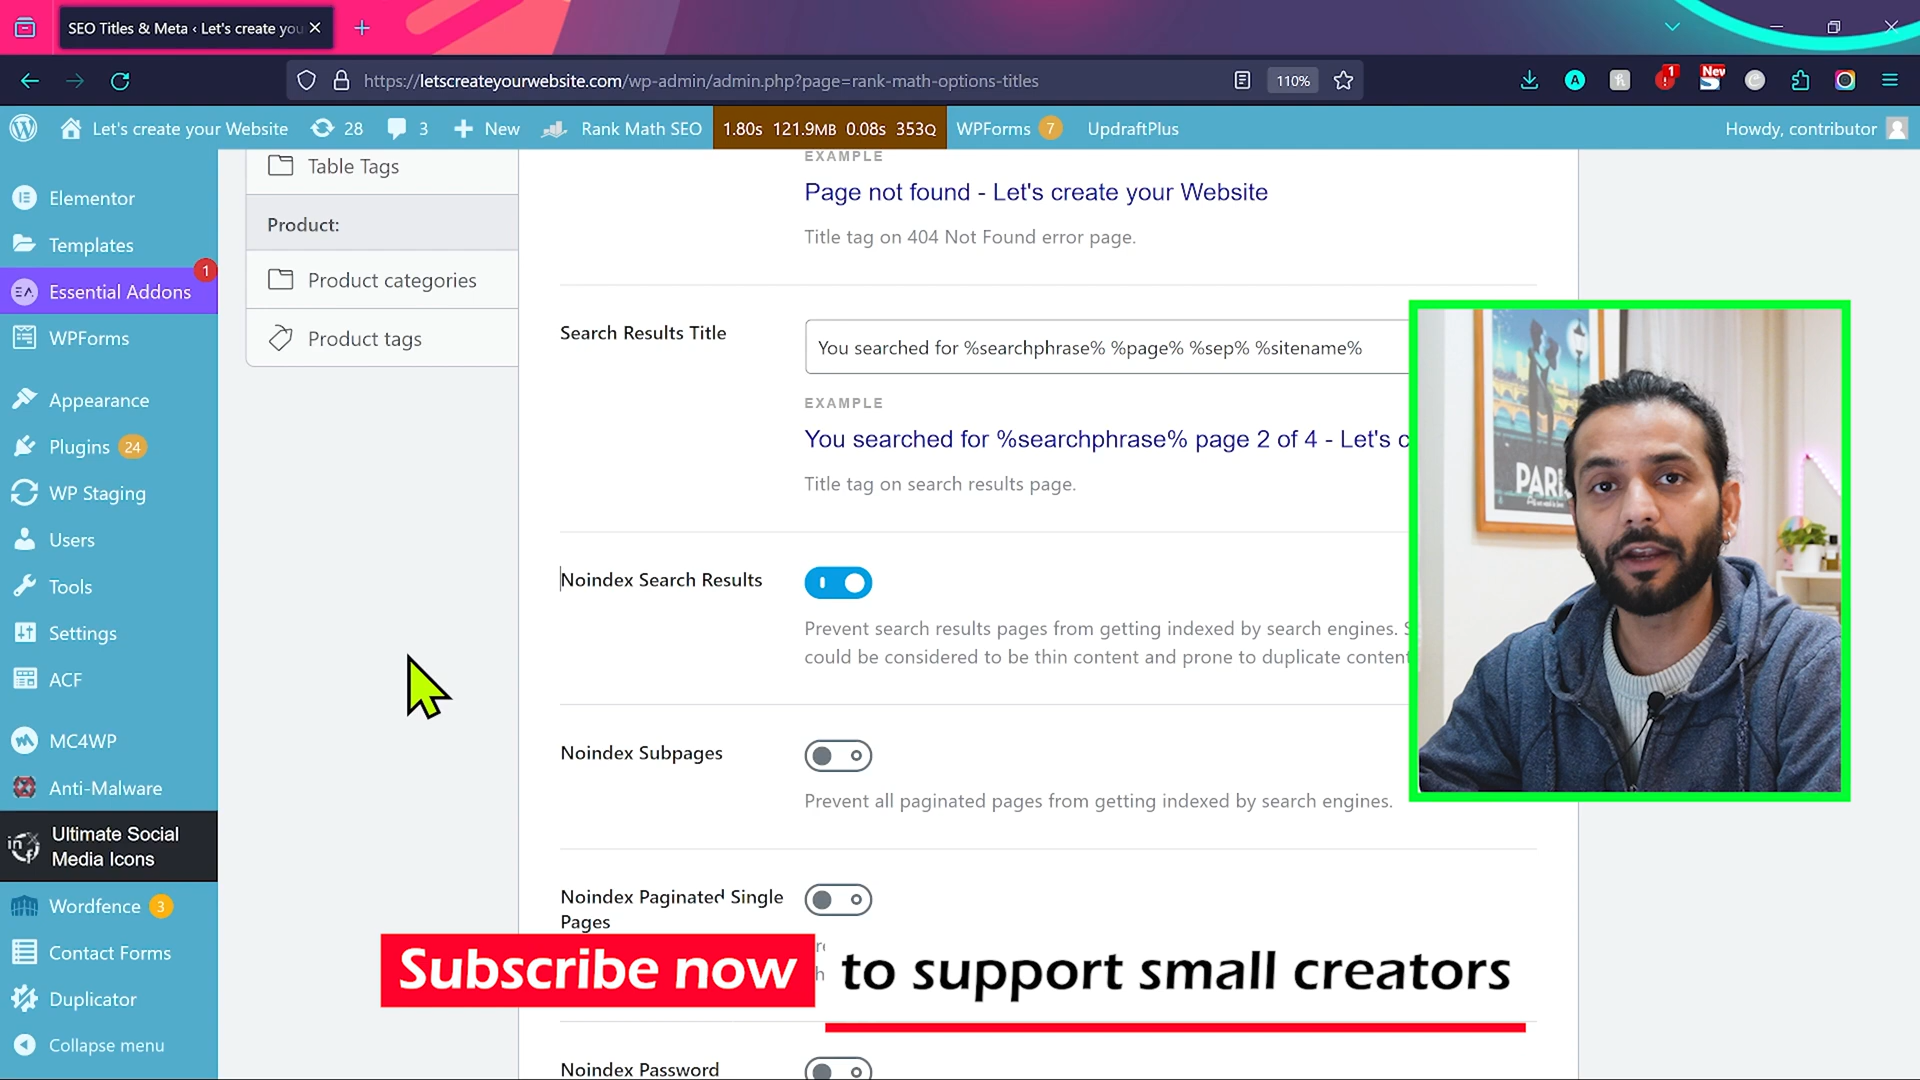 SEO Titles & Meta ‹ Let's create you
https://letscreateyourwebsite.com/wp-admin/admin.php?page=rank-math-options-titles
110%
A
1
New
Let's create your Website
28
3
New
Rank Math SEO
1.80s 121.9MB 0.08s 353Q
WPForms 7
UpdraftPlus
Howdy, contributor
Elementor
Templates
Essential Addons
1
WPForms
Appearance
Plugins 24
WP Staging
Users
Tools
Settings
ACF
MC4WP
Anti-Malware
Ultimate Social
Media Icons
Wordfence 3
Contact Forms
Duplicator
Collapse menu
Table Tags
Product:
Product categories
Product tags
EXAMPLE
Page not found - Let's create your Website
Title tag on 404 Not Found error page.
Search Results Title
You searched for %searchphrase% %page% %sep% %sitename%
EXAMPLE
You searched for %searchphrase% page 2 of 4 - Let's c
Title tag on search results page.
Noindex Search Results
Prevent search results pages from getting indexed by search engines.
could be considered to be thin content and prone to duplicate content
Noindex Subpages
Prevent all paginated pages from getting indexed by search engines.
Noindex Paginated Single
Pages
Noindex Password
PARIS
Subscribe now to support small creators